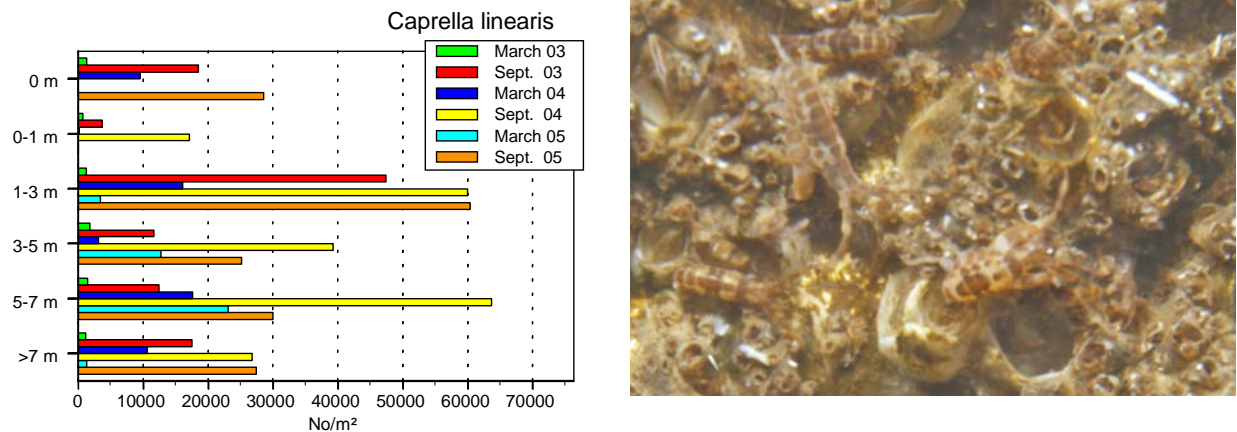 Caprella linearis
March 03
Sept. 03
March 04
Sept. 04
March 05
Sept. 05
0 m
0-1 m
1-3 m
3-5 m
5-7 m
>7 m
0 10000 20000 30000 40000 50000 60000 70000
No/m²